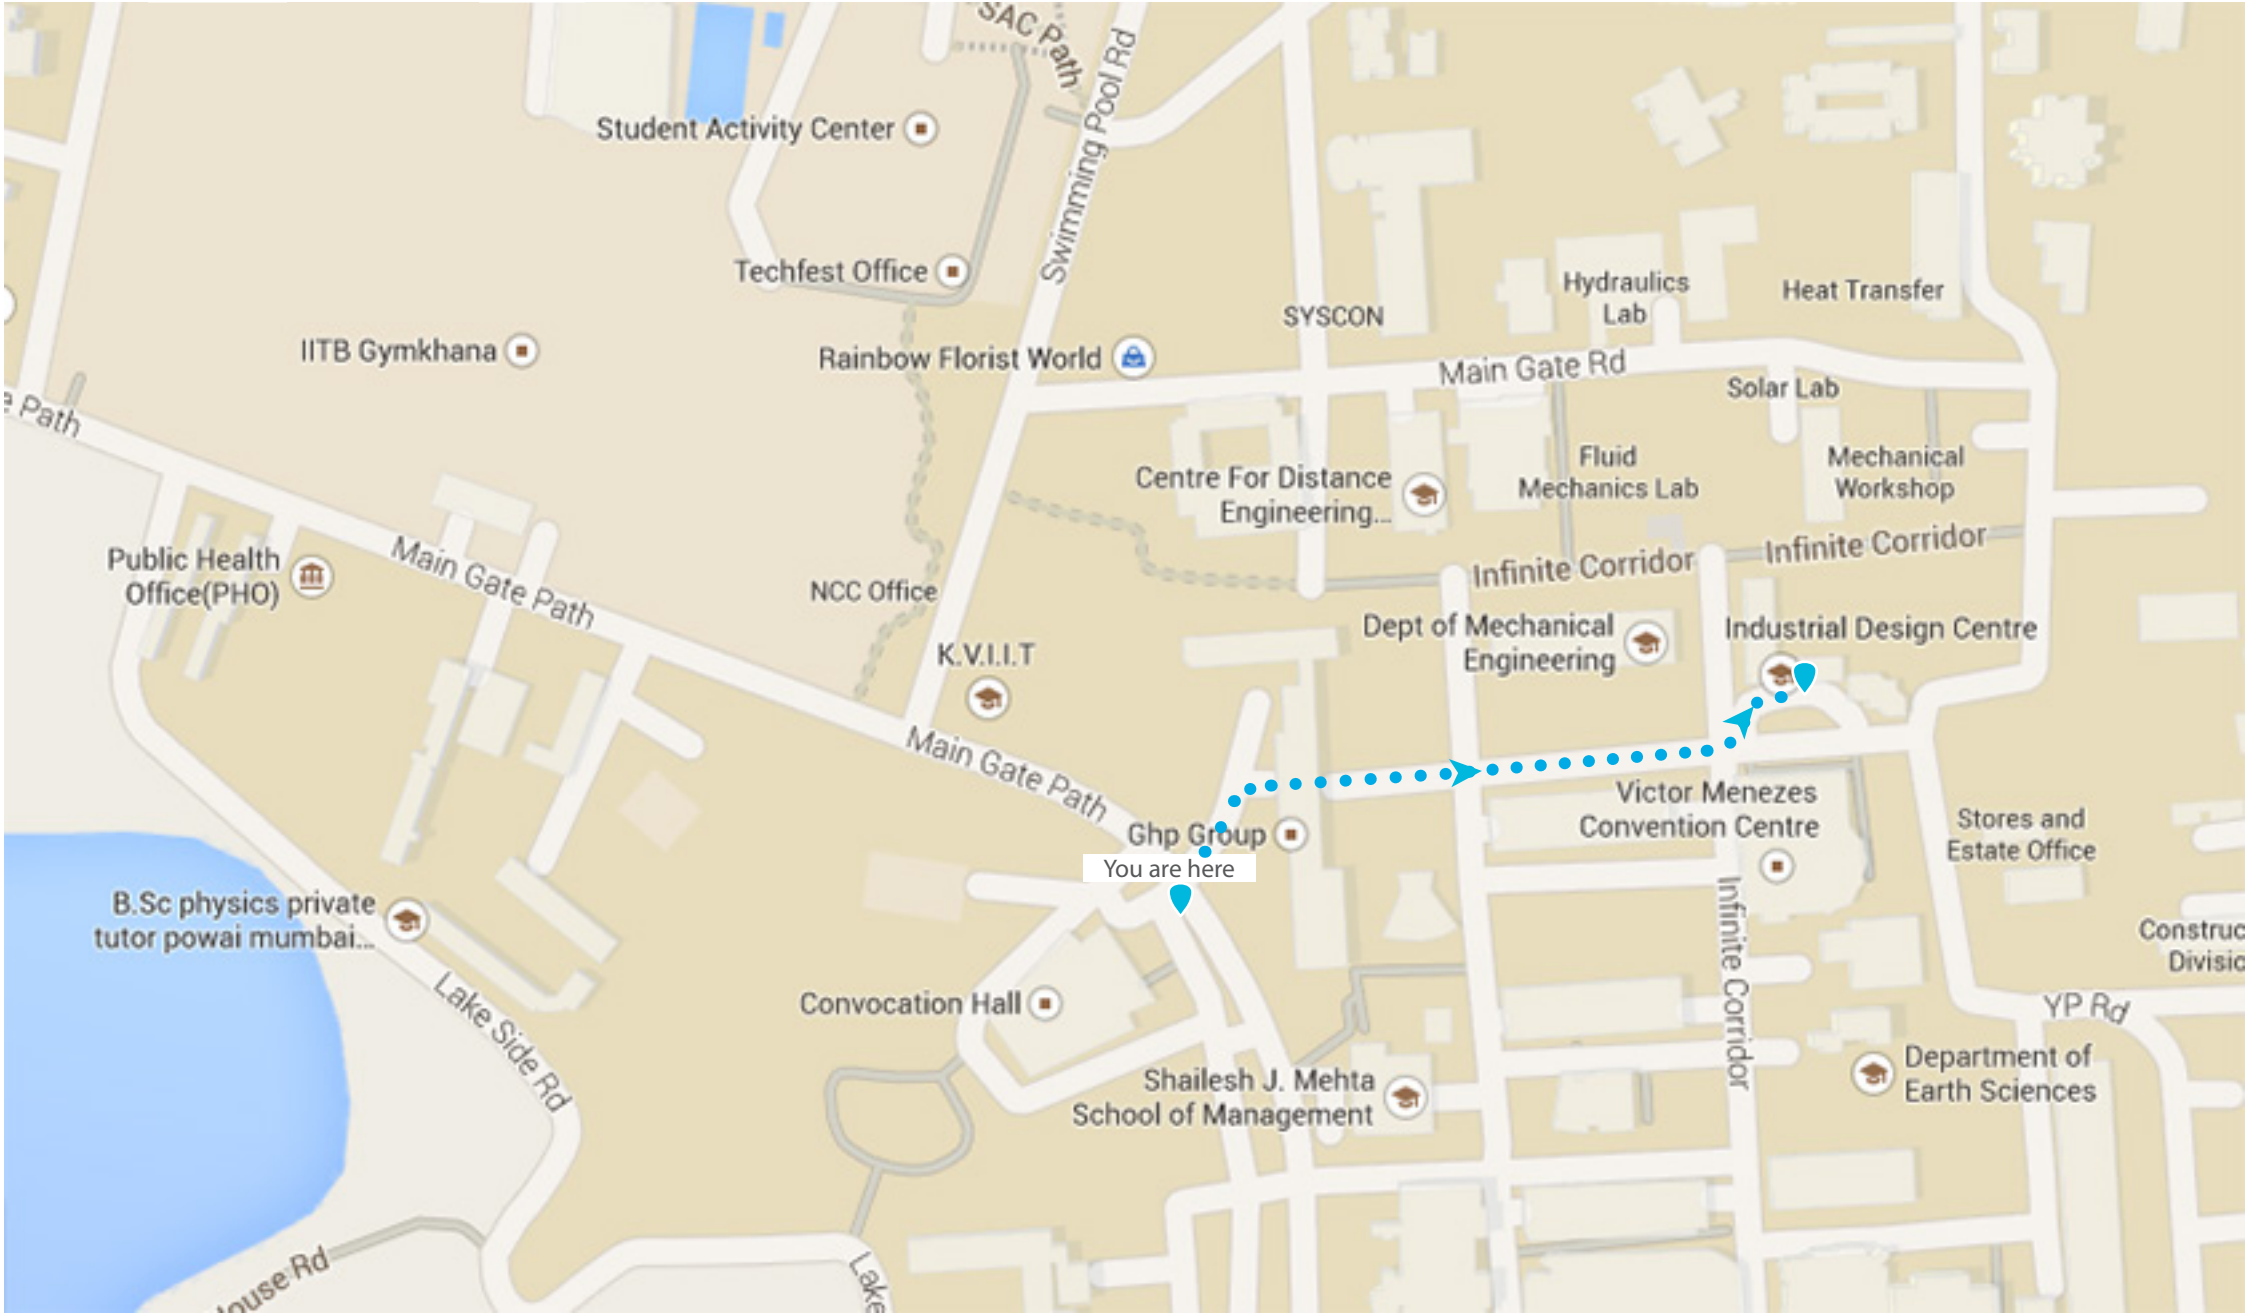 SAC Path
Swimming Pool Rd
Student Activity Center
Techfest Office
IITB Gymkhana
Rainbow Florist World
SYSCON
Hydraulics
Lab
Heat Transfer
Main Gate Rd
Solar Lab
Path
Centre For Distance
Engineering...
Fluid
Mechanics Lab
Mechanical
Workshop
Infinite Corridor
Infinite Corridor
Public Health
Office(PHO)
Main Gate Path
NCC Office
K.V.I.I.T
Dept of Mechanical
Engineering
Industrial Design Centre
Main Gate Path
Ghp Group
You are here
Victor Menezes
Convention Centre
Stores and
Estate Office
B.Sc physics private
tutor powai mumbai...
Infinite Corridor
Construc
Divisic
Lake Side Rd
Convocation Hall
YP Rd
Shailesh J. Mehta
School of Management
Department of
Earth Sciences
House Rd
Lake